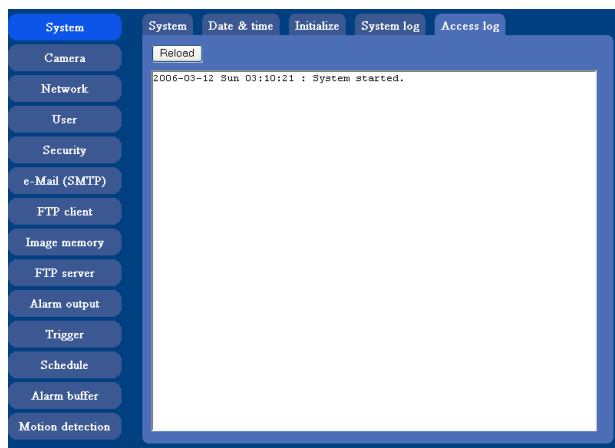 System
Camera
Network
User
Security
e-Mail (SMTP)
FTP client
Image memory
FTP server
Alarm output
Trigger
Schedule
Alarm buffer
Motion detection
System Date & time Initialize System log Access log
Reload
2006-03-12 Sun 03:10:21 : System started.